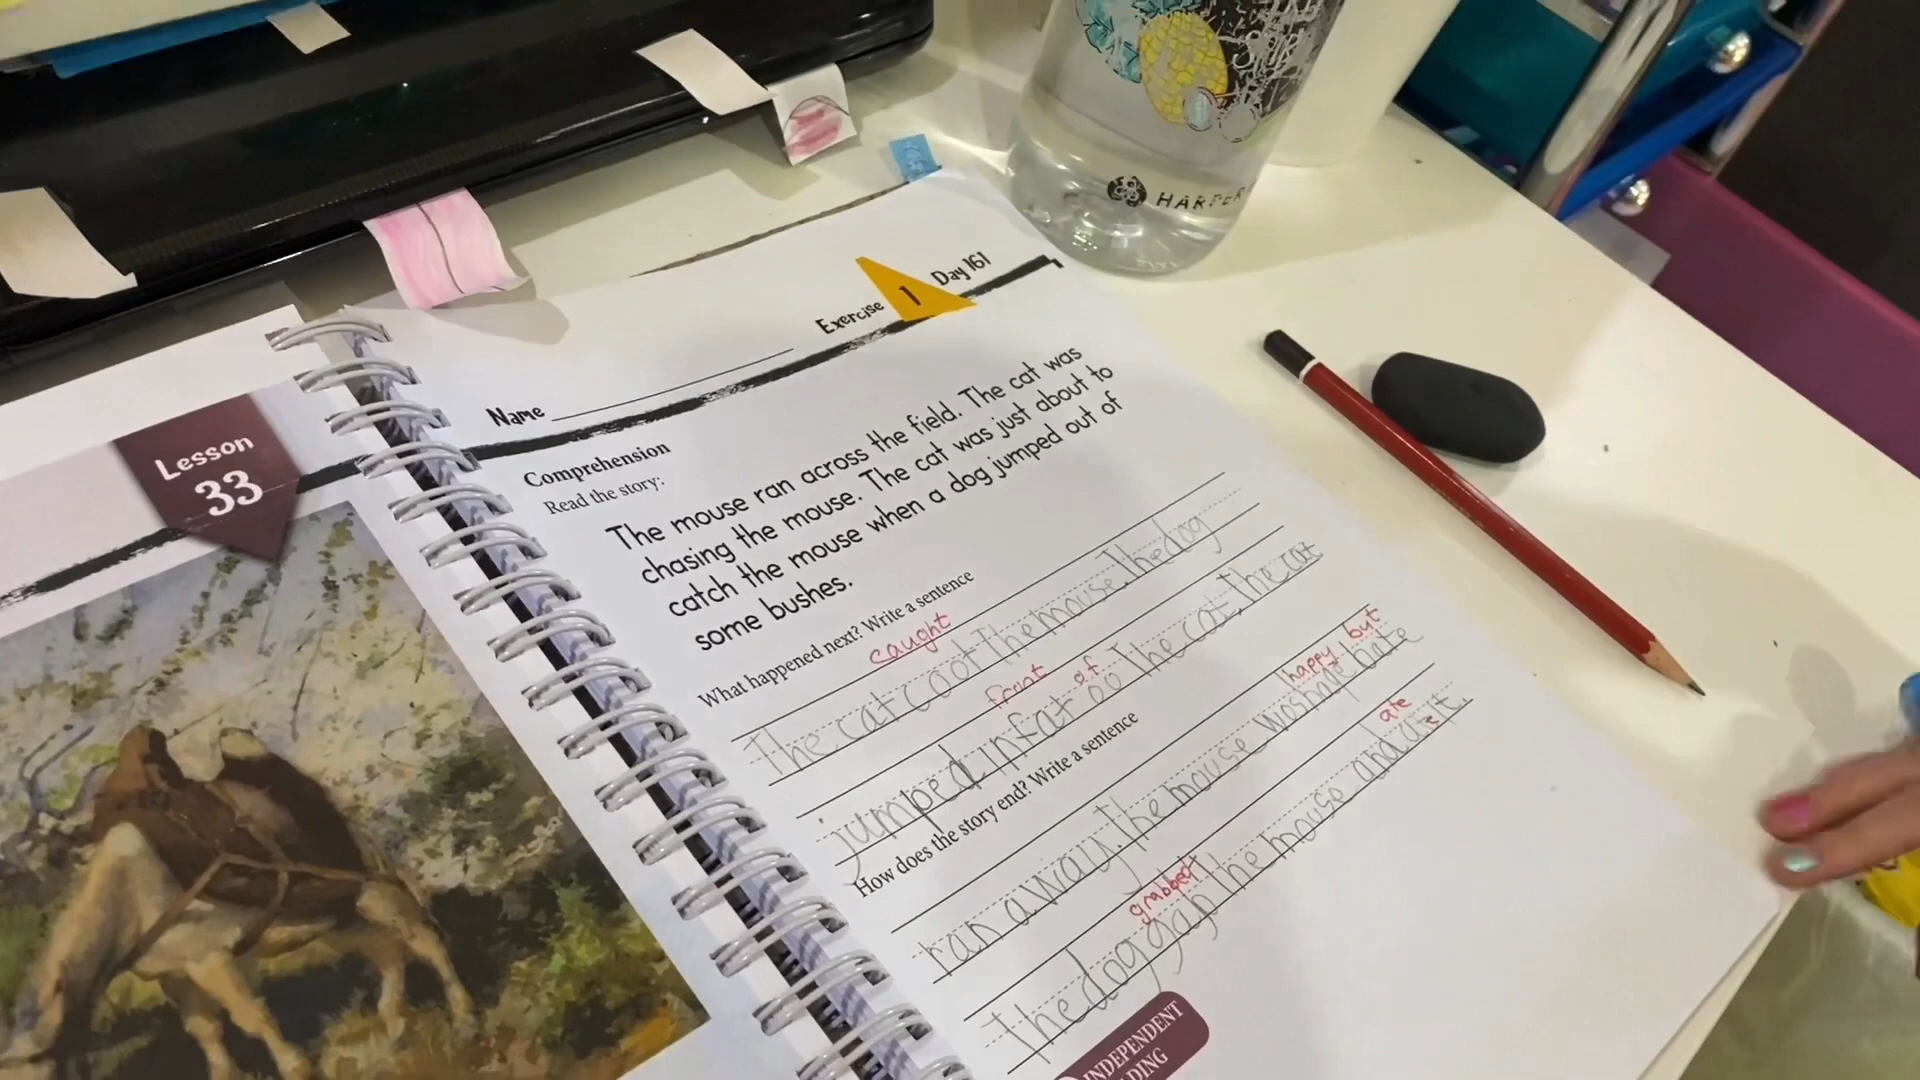 HARPER
Exercise 1 Day 161
Name
Lesson
33
Comprehension
Read the story:
The mouse ran across the field. The cat was
chasing the mouse. The cat was just about to
catch the mouse when a dog jumped out of
some bushes.
What happened next? Write a sentence
caught
The cat coot the mouse. The dog
front of
jumped in fat oo the cat. the cat
How does the story end? Write a sentence
happy but
ran away. the mouse wos hape bate
ate
grabbed
The dog gap the mouse and it.
INDEPENDENT